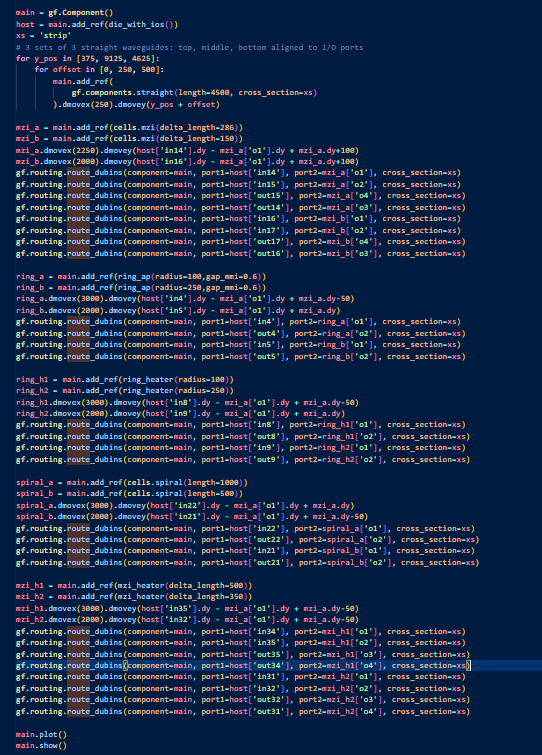 main = gf.Component()
host = main.add_ref(die_with_ios())
xs = 'strip'
# 3 sets of 3 straight waveguides: top, middle, bottom aligned to I/O ports
for y_pos in [375, 9125, 4625]:
    for offset in [0, 250, 500]:
        main.add_ref(
            gf.components.straight(length=4500, cross_section=xs)
        ).dmovex(250).dmovey(y_pos + offset)
mzi_a = main.add_ref(cells.mzi(delta_length=286))
mzi_b = main.add_ref(cells.mzi(delta_length=150))
mzi_a.dmovex(2250).dmovey(host['in14'].dy - mzi_a['o1'].dy + mzi_a.dy+100)
mzi_b.dmovex(2000).dmovey(host['in16'].dy - mzi_b['o1'].dy + mzi_a.dy+100)
gf.routing.route_dubins(component=main, port1=host['in14'], port2=mzi_a['o1'], cross_section=xs)
gf.routing.route_dubins(component=main, port1=host['in15'], port2=mzi_a['o2'], cross_section=xs)
gf.routing.route_dubins(component=main, port1=host['out15'], port2=mzi_a['o4'], cross_section=xs)
gf.routing.route_dubins(component=main, port1=host['out14'], port2=mzi_a['o3'], cross_section=xs)
gf.routing.route_dubins(component=main, port1=host['in16'], port2=mzi_b['o1'], cross_section=xs)
gf.routing.route_dubins(component=main, port1=host['in17'], port2=mzi_b['o2'], cross_section=xs)
gf.routing.route_dubins(component=main, port1=host['out17'], port2=mzi_b['o4'], cross_section=xs)
gf.routing.route_dubins(component=main, port1=host['out16'], port2=mzi_b['o3'], cross_section=xs)
ring_a = main.add_ref(ring_ap(radius=100,gap_mmi=0.6))
ring_b = main.add_ref(ring_ap(radius=250,gap_mmi=0.6))
ring_a.dmovex(3000).dmovey(host['in4'].dy - mzi_a['o1'].dy + mzi_a.dy-50)
ring_b.dmovex(2000).dmovey(host['in5'].dy - mzi_a['o1'].dy + mzi_a.dy)
gf.routing.route_dubins(component=main, port1=host['in4'], port2=ring_a['o1'], cross_section=xs)
gf.routing.route_dubins(component=main, port1=host['out4'], port2=ring_a['o2'], cross_section=xs)
gf.routing.route_dubins(component=main, port1=host['in5'], port2=ring_b['o1'], cross_section=xs)
gf.routing.route_dubins(component=main, port1=host['out5'], port2=ring_b['o2'], cross_section=xs)
ring_h1 = main.add_ref(ring_heater(radius=100))
ring_h2 = main.add_ref(ring_heater(radius=250))
ring_h1.dmovex(3000).dmovey(host['in8'].dy - mzi_a['o1'].dy + mzi_a.dy-50)
ring_h2.dmovex(2000).dmovey(host['in9'].dy - mzi_a['o1'].dy + mzi_a.dy)
gf.routing.route_dubins(component=main, port1=host['in8'], port2=ring_h1['o1'], cross_section=xs)
gf.routing.route_dubins(component=main, port1=host['out8'], port2=ring_h1['o2'], cross_section=xs)
gf.routing.route_dubins(component=main, port1=host['in9'], port2=ring_h2['o1'], cross_section=xs)
gf.routing.route_dubins(component=main, port1=host['out9'], port2=ring_h2['o2'], cross_section=xs)
spiral_a = main.add_ref(cells.spiral(length=1000))
spiral_b = main.add_ref(cells.spiral(length=500))
spiral_a.dmovex(3000).dmovey(host['in22'].dy - mzi_a['o1'].dy + mzi_a.dy)
spiral_b.dmovex(2000).dmovey(host['in21'].dy - mzi_a['o1'].dy + mzi_a.dy-50)
gf.routing.route_dubins(component=main, port1=host['in22'], port2=spiral_a['o1'], cross_section=xs)
gf.routing.route_dubins(component=main, port1=host['out22'], port2=spiral_a['o2'], cross_section=xs)
gf.routing.route_dubins(component=main, port1=host['in21'], port2=spiral_b['o1'], cross_section=xs)
gf.routing.route_dubins(component=main, port1=host['out21'], port2=spiral_b['o2'], cross_section=xs)
mzi_h1 = main.add_ref(mzi_heater(delta_length=500))
mzi_h2 = main.add_ref(mzi_heater(delta_length=350))
mzi_h1.dmovex(3000).dmovey(host['in35'].dy - mzi_a['o1'].dy + mzi_a.dy-50)
mzi_h2.dmovex(2000).dmovey(host['in32'].dy - mzi_a['o1'].dy + mzi_a.dy-50)
gf.routing.route_dubins(component=main, port1=host['in34'], port2=mzi_h1['o1'], cross_section=xs)
gf.routing.route_dubins(component=main, port1=host['in35'], port2=mzi_h1['o2'], cross_section=xs)
gf.routing.route_dubins(component=main, port1=host['out35'], port2=mzi_h1['o3'], cross_section=xs)
gf.routing.route_dubins(component=main, port1=host['out34'], port2=mzi_h1['o4'], cross_section=xs)
gf.routing.route_dubins(component=main, port1=host['in31'], port2=mzi_h2['o1'], cross_section=xs)
gf.routing.route_dubins(component=main, port1=host['in32'], port2=mzi_h2['o2'], cross_section=xs)
gf.routing.route_dubins(component=main, port1=host['out32'], port2=mzi_h2['o3'], cross_section=xs)
gf.routing.route_dubins(component=main, port1=host['out31'], port2=mzi_h2['o4'], cross_section=xs)
main.plot()
main.show()